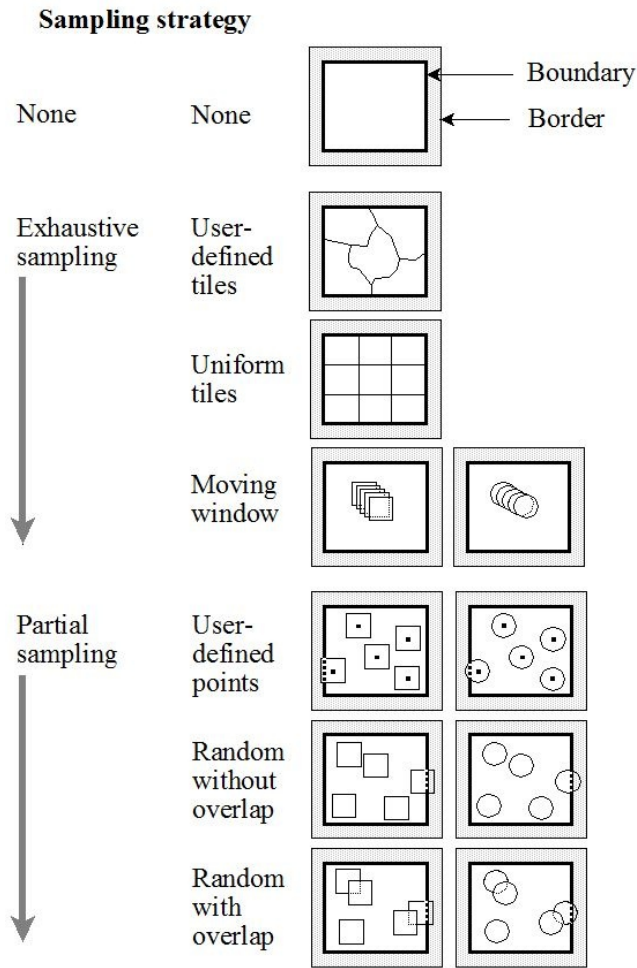 Sampling strategy
None
None
Boundary
Border
Exhaustive
sampling
User-
defined
tiles
Uniform
tiles
Moving
window
Partial
sampling
User-
defined
points
Random
without
overlap
Random
with
overlap